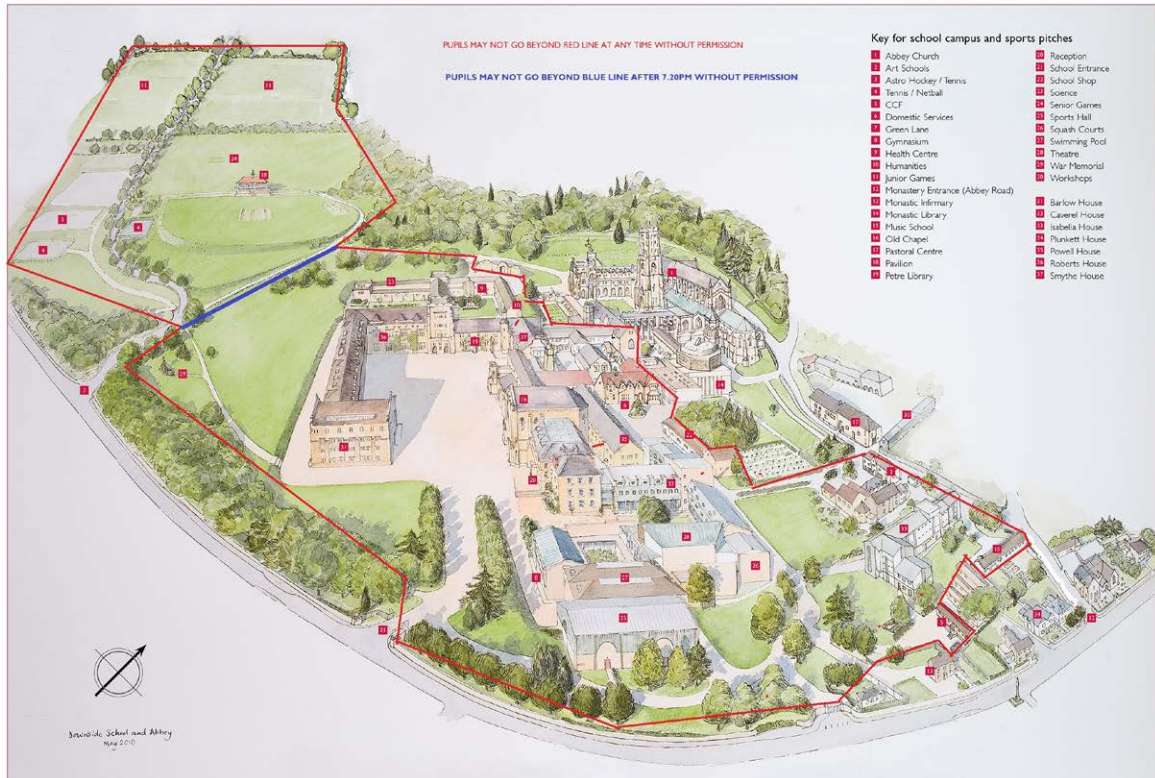 PUPILS MAY NOT GO BEYOND RED LINE AT ANY TIME WITHOUT PERMISSION
PUPILS MAY NOT GO BEYOND BLUE LINE AFTER 7.20PM WITHOUT PERMISSION
Key for school campus and sports pitches
1 Abbey Church
2 Art Schools
3 Astro Hockey / Tennis
4 Tennis / Netball
5 CCF
6 Domestic Services
7 Green Lane
8 Gymnasium
9 Health Centre
10 Humanities
11 Junior Games
12 Monastery Entrance (Abbey Road)
13 Monastic Infirmary
14 Monastic Library
15 Music School
16 Old Chapel
17 Pastoral Centre
18 Pavilion
19 Petre Library
20 Reception
21 School Entrance
22 School Shop
23 Science
24 Senior Games
25 Sports Hall
26 Squash Courts
27 Swimming Pool
28 Theatre
29 War Memorial
30 Workshops
31 Barlow House
32 Caverel House
33 Isabella House
34 Plunkett House
35 Powell House
36 Roberts House
37 Smythe House
Downside School and Abbey
May 2010